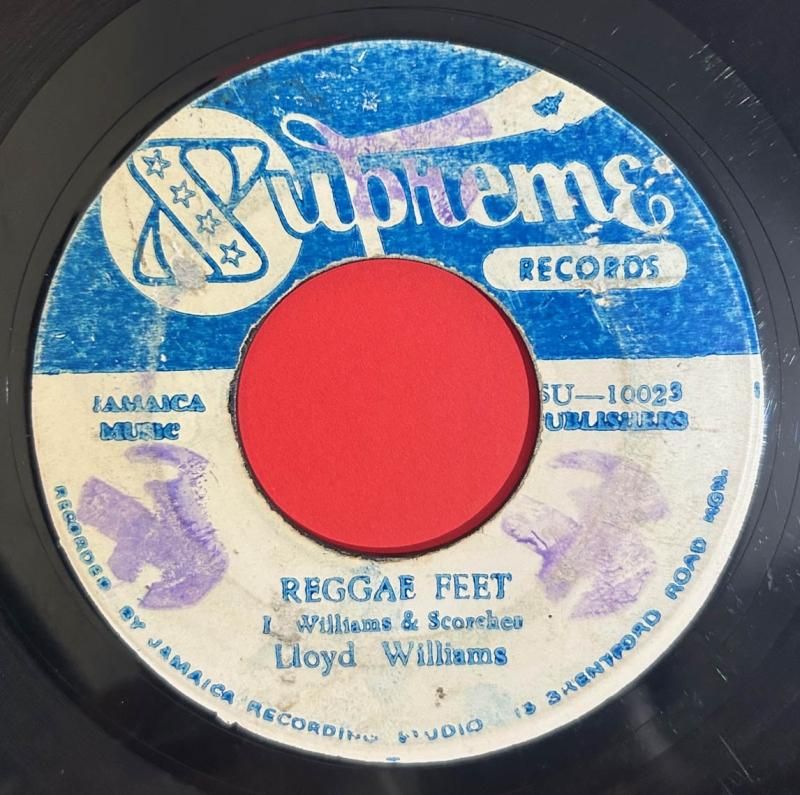 Supreme
RECORDS
SU—10023
JAMAICA
MUSIC
PUBLISHERS
REGGAE FEET
L Williams & Scorcher
Lloyd Williams
RECORDED BY JAMAICA RECORDING STUDIO 13 BRENTFORD ROAD KGN.